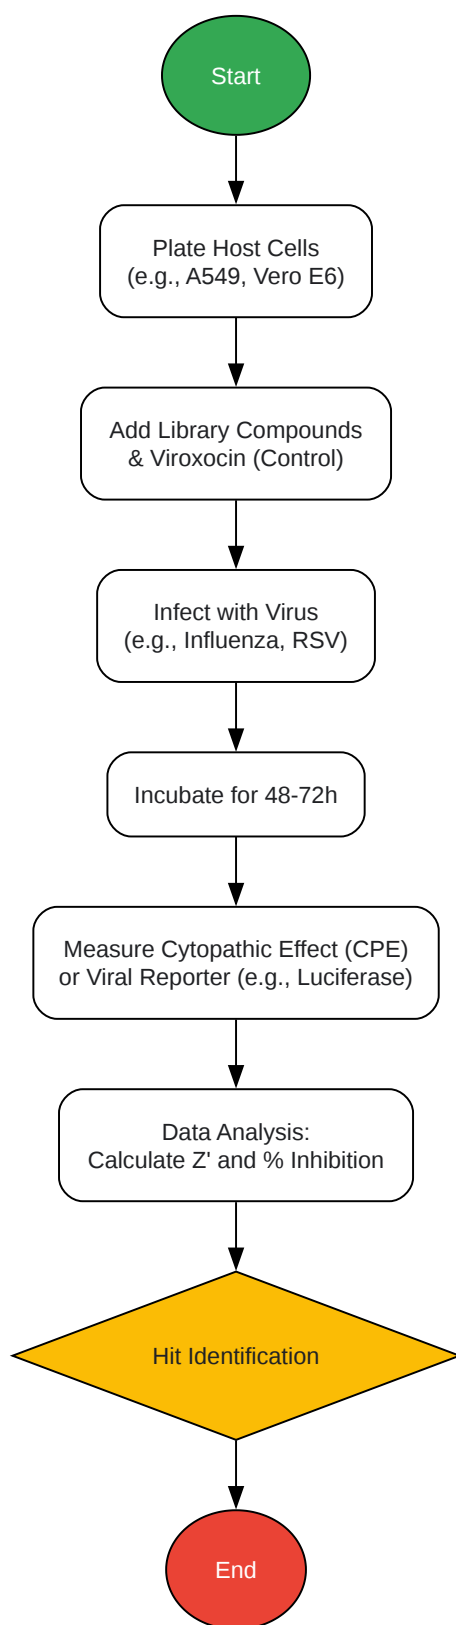 Start
Plate Host Cells
(e.g., A549, Vero E6)
Add Library Compounds
& Viroxocin (Control)
Infect with Virus
(e.g., Influenza, RSV)
Incubate for 48-72h
Measure Cytopathic Effect (CPE)
or Viral Reporter (e.g., Luciferase)
Data Analysis:
Calculate Z' and % Inhibition
Hit Identification
End